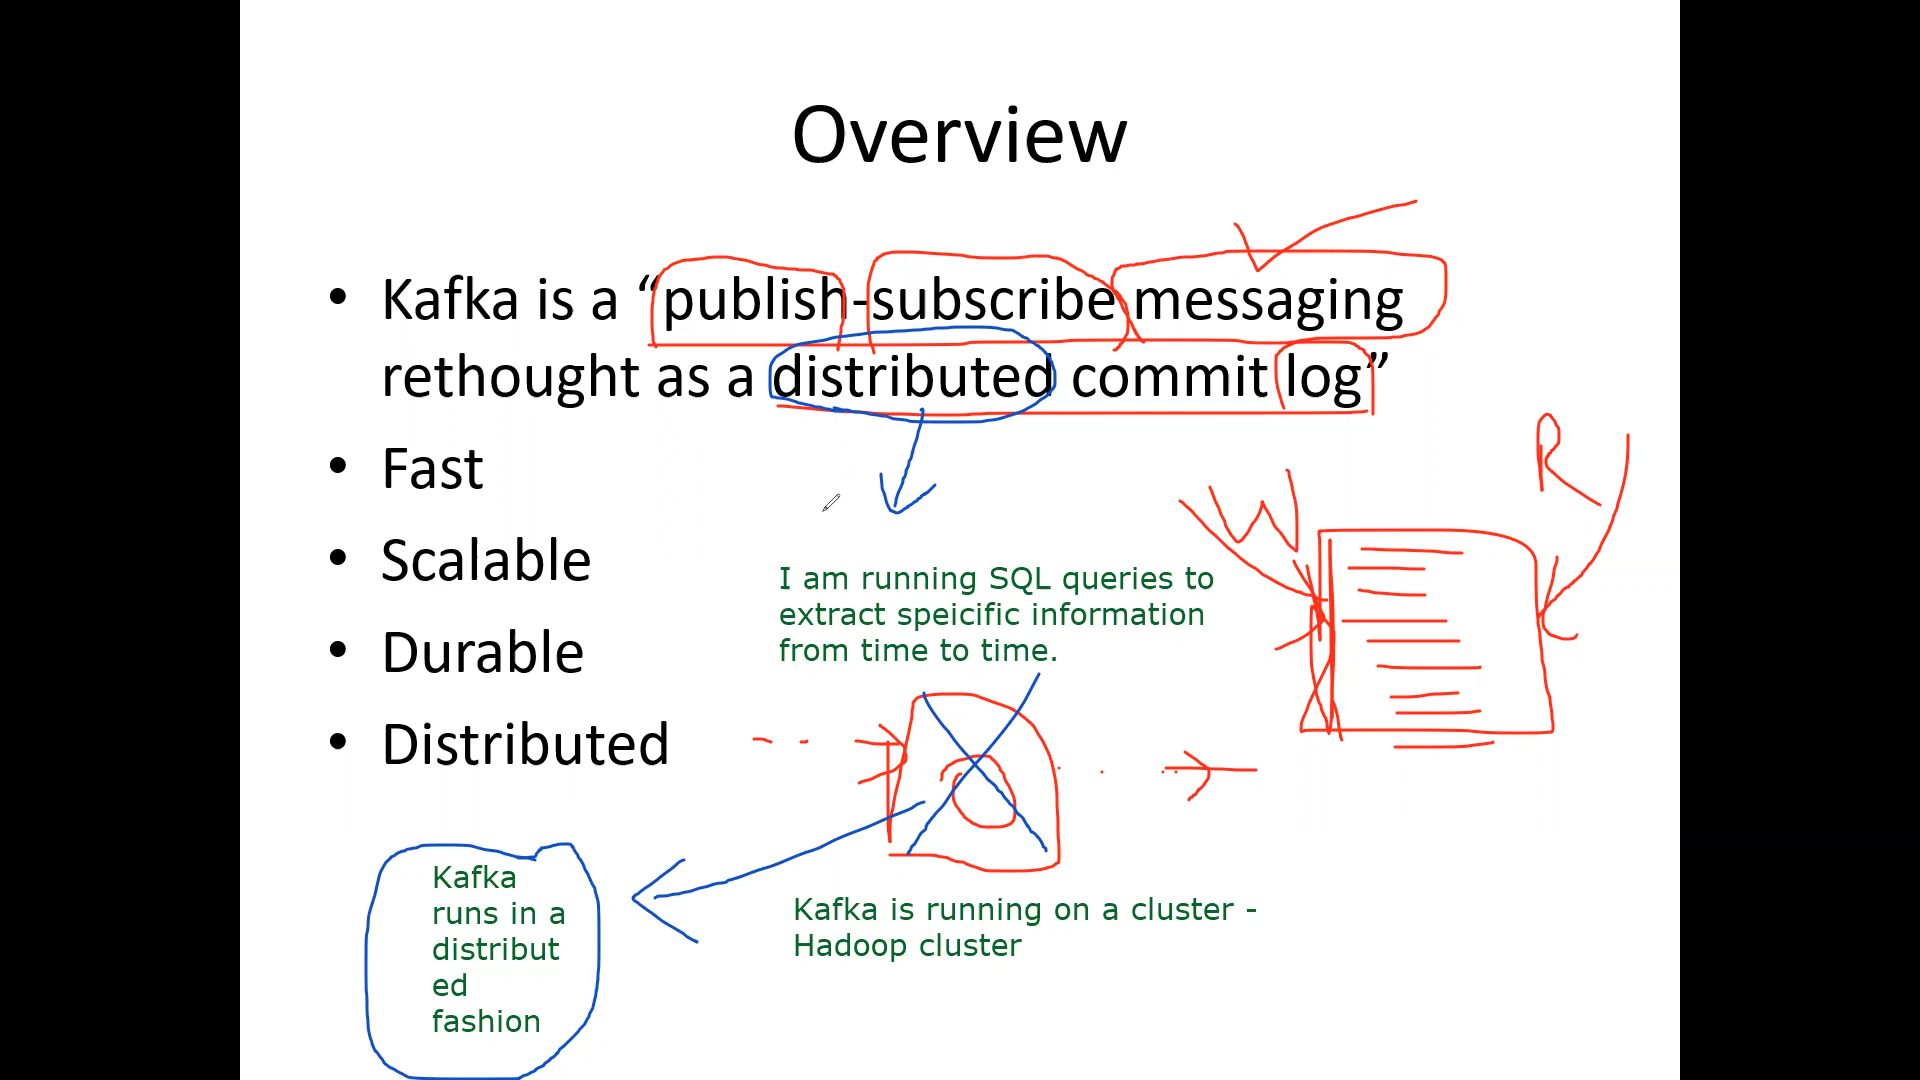 Overview
• Kafka is a “publish-subscribe messaging
rethought as a distributed commit log”
• Fast
• Scalable
• Durable
• Distributed
R
W
I am running SQL queries to
extract speicific information
from time to time.
Kafka
runs in a
distribut
ed
fashion
Kafka is running on a cluster -
Hadoop cluster